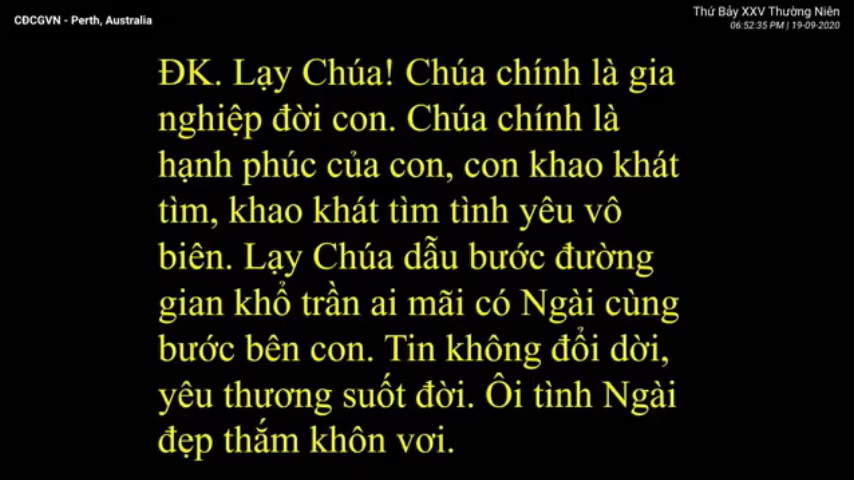 CĐCGVN - Perth, Australia
Thứ Bảy XXV Thường Niên
06:52:35 PM | 19-09-2020
ĐK. Lạy Chúa! Chúa chính là gia
nghiệp đời con. Chúa chính là
hạnh phúc của con, con khao khát
tìm, khao khát tìm tình yêu vô
biên. Lạy Chúa dẫu bước đường
gian khổ trần ai mãi có Ngài cùng
bước bên con. Tin không đổi dời,
yêu thương suốt đời. Ôi tình Ngài
đẹp thắm khôn vơi.